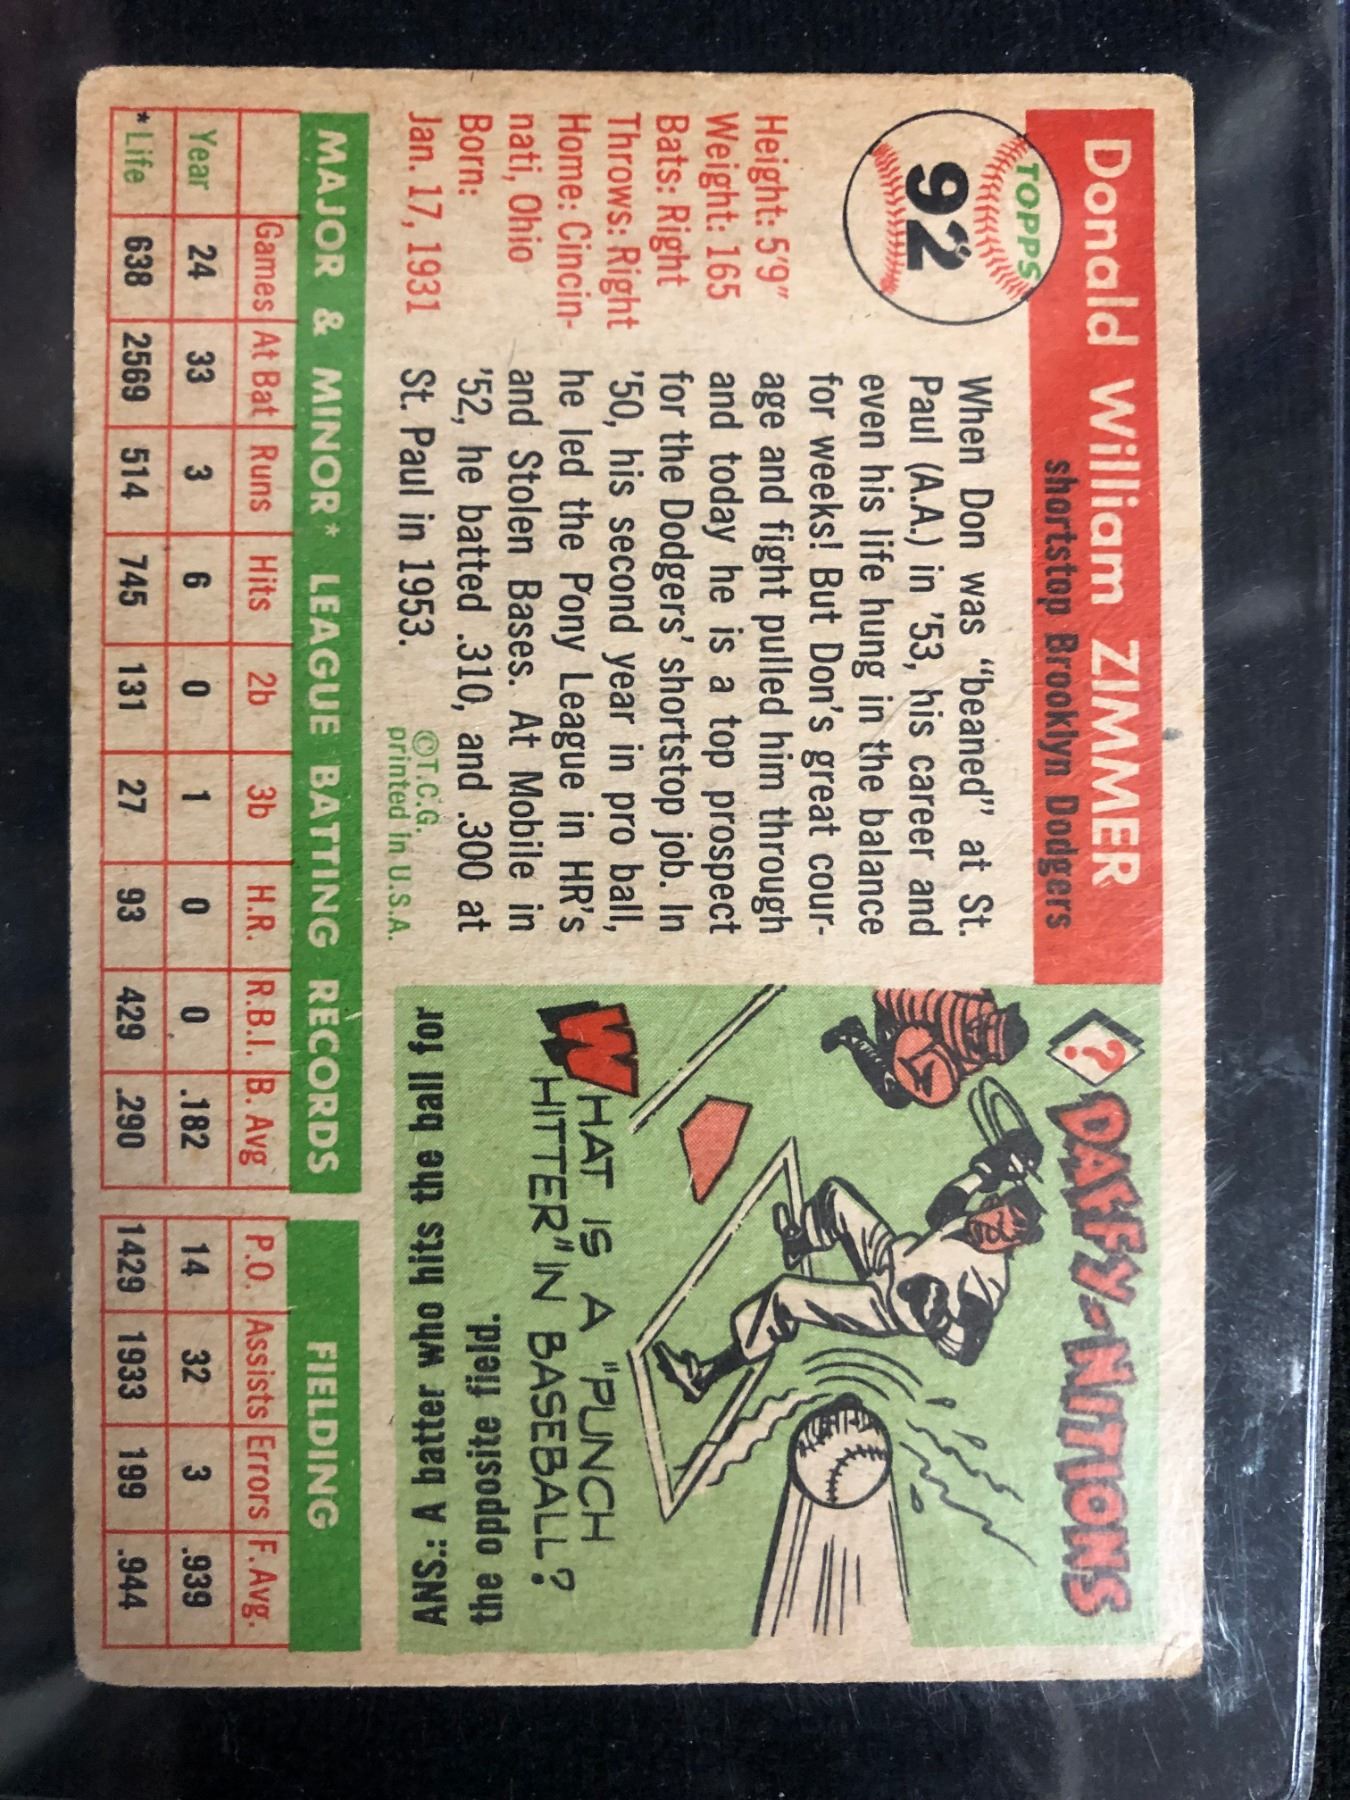 Donald William ZIMMER
shortstop Brooklyn Dodgers
TOPPS
92
Height: 5'9"
Weight: 165
Bats: Right
Throws: Right
Home: Cincin-
nati, Ohio
Born:
Jan. 17, 1931
When Don was "beaned" at St.
Paul (A.A.) in '53, his career and
even his life hung in the balance
for weeks! But Don's great cour-
age and fight pulled him through
and today he is a top prospect
for the Dodgers' shortstop job. In
'50, his second year in pro ball,
he led the Pony League in HR's
and Stolen Bases. At Mobile in
'52, he batted .310, and .300 at
St. Paul in 1953.
©T.C.G.
printed in U.S.A.
? DAFFY-NITIONS
WHAT IS A "PUNCH
HITTER" IN BASEBALL?
ANS.: A batter who hits the ball for
the opposite field.
MAJOR & MINOR* LEAGUE BATTING RECORDS
Games At Bat Runs Hits 2b 3b H.R. R.B.I. B. Avg
Year 24 33 3 6 0 1 0 0 .182
*Life 638 2569 514 745 131 27 93 429 .290
FIELDING
P.O. Assists Errors F. Avg.
14 32 3 .939
1429 1933 199 .944